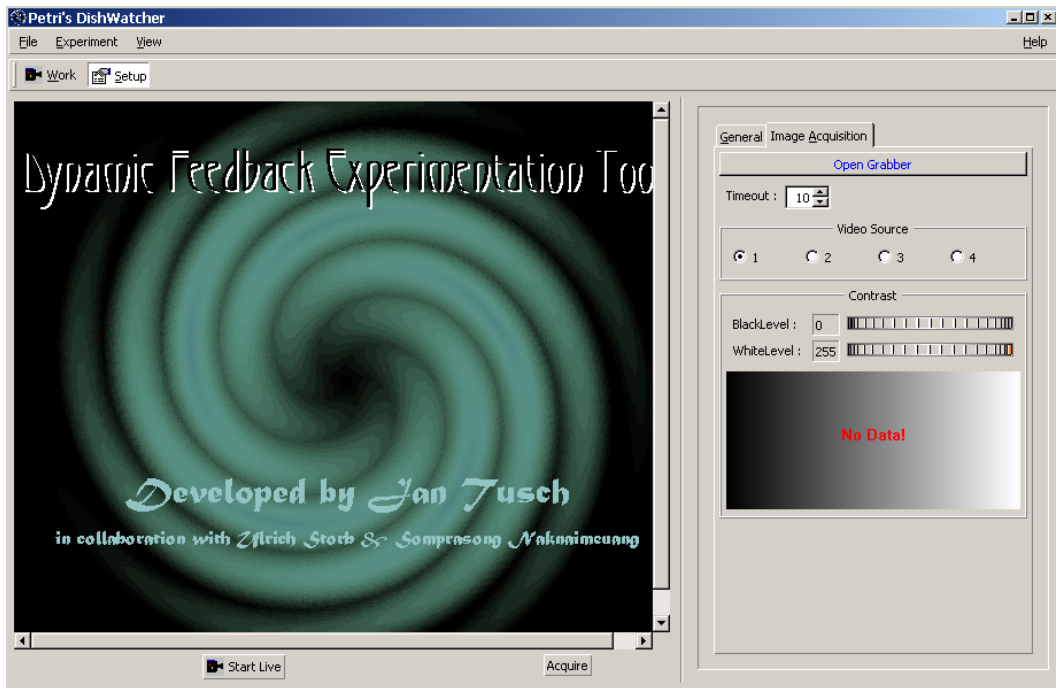 Petri's DishWatcher
File Experiment View Help
Work Setup
Dynamic Feedback Experimentation Too
Developed by Jan Tusch
in collaboration with Ulrich Storb & Somprasong Naknaimeuang
Start Live Acquire
General Image Acquisition
Open Grabber
Timeout : 10
Video Source
1 2 3 4
Contrast
BlackLevel : 0
WhiteLevel : 255
No Data!